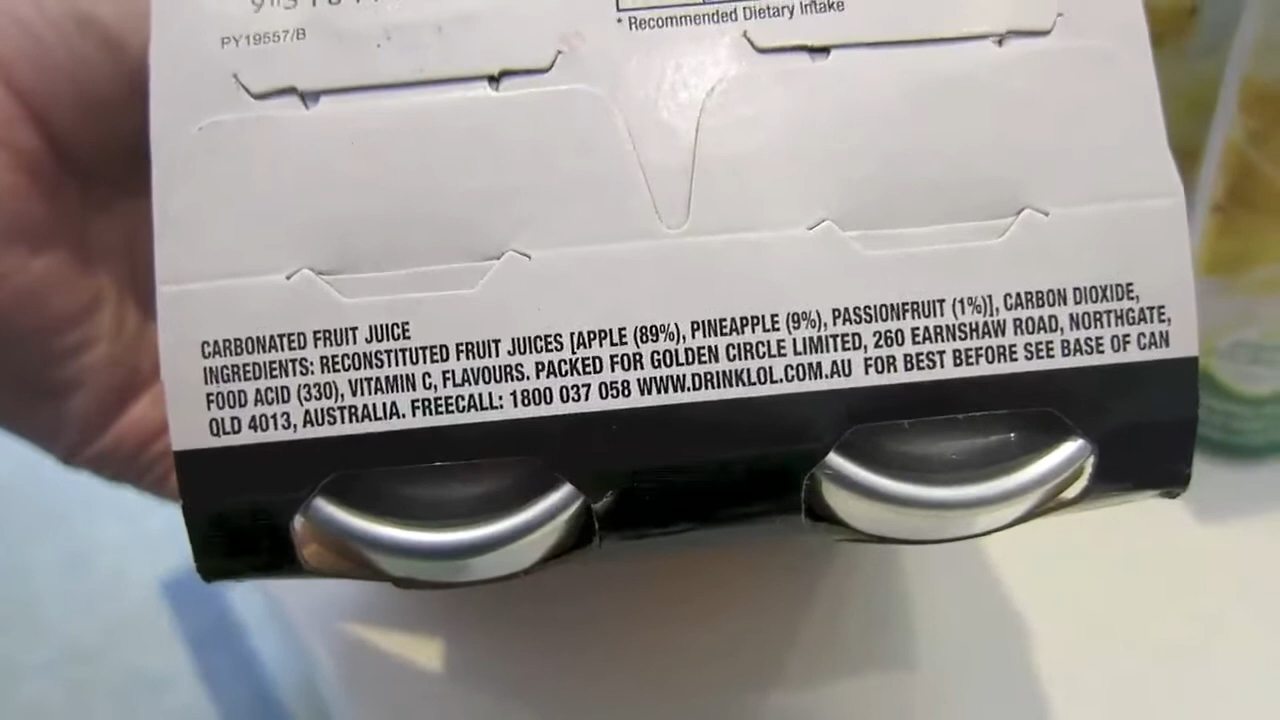 PY19557/B
* Recommended Dietary Intake
CARBONATED FRUIT JUICE
INGREDIENTS: RECONSTITUTED FRUIT JUICES [APPLE (89%), PINEAPPLE (9%), PASSIONFRUIT (1%)], CARBON DIOXIDE,
FOOD ACID (330), VITAMIN C, FLAVOURS. PACKED FOR GOLDEN CIRCLE LIMITED, 260 EARNSHAW ROAD, NORTHGATE,
QLD 4013, AUSTRALIA. FREECALL: 1800 037 058 WWW.DRINKLOL.COM.AU FOR BEST BEFORE SEE BASE OF CAN